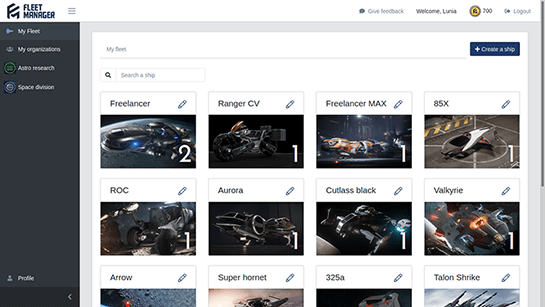 FLEET
MANAGER
Give feedback
Welcome, Lunia
700
Logout
My Fleet
My organizations
Astro research
Space division
Profile
My fleet
Create a ship
Search a ship
Freelancer
2
Ranger CV
1
Freelancer MAX
1
85X
1
ROC
1
Aurora
1
Cutlass black
1
Valkyrie
1
Arrow
Super hornet
325a
Talon Shrike